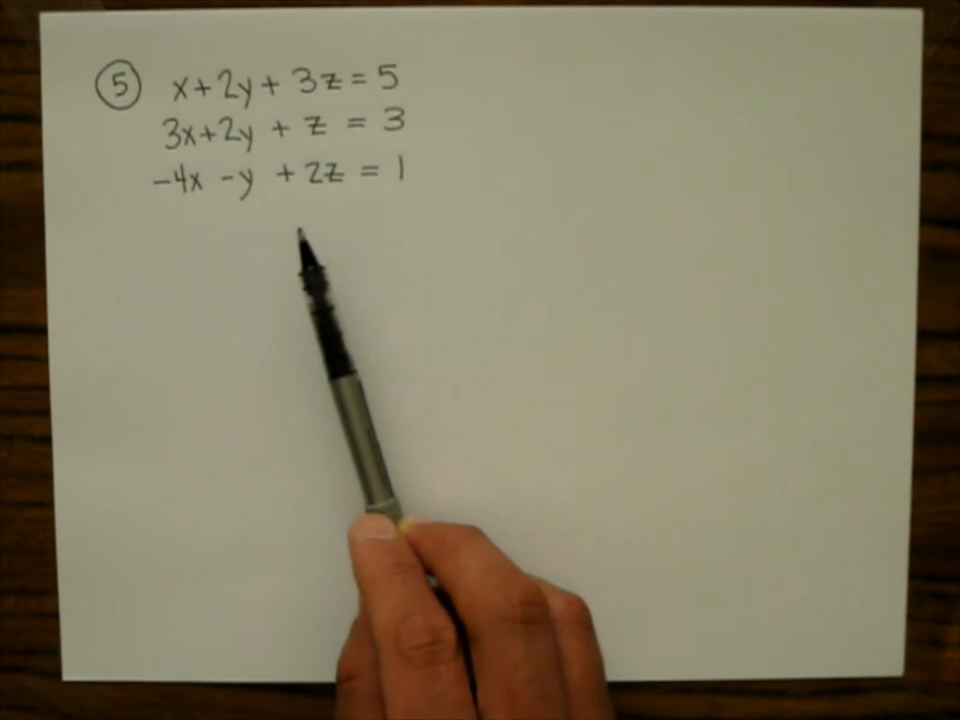 5 x+2y+ 3z=5
3x+2y + z = 3
-4x -y +2z = 1